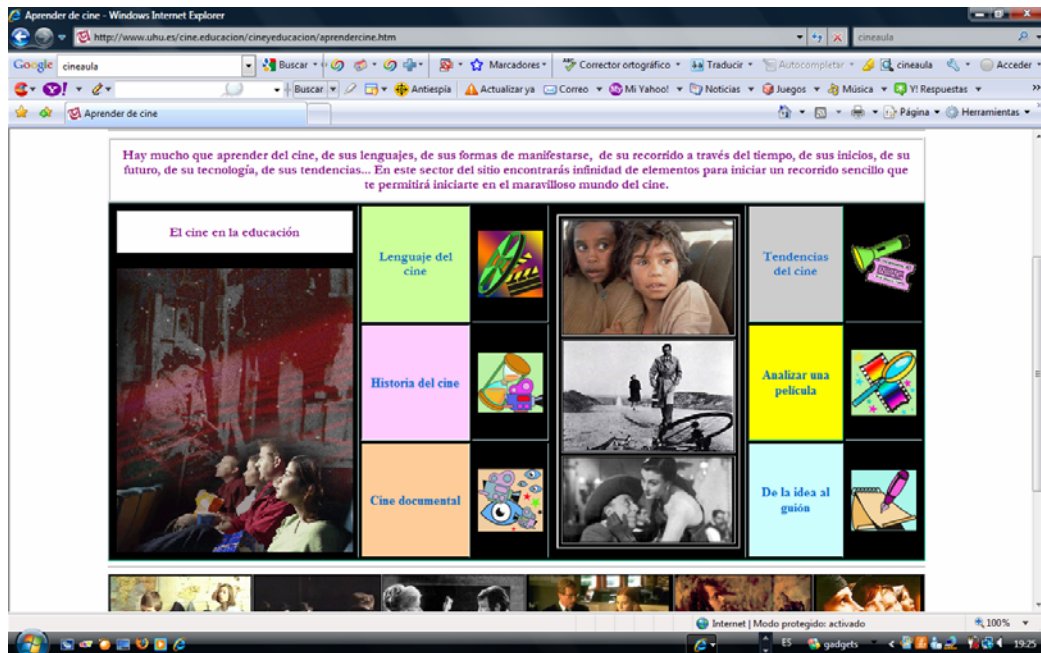 Aprender de cine - Windows Internet Explorer
http://www.uhu.es/cine.educacion/cineyeducacion/aprendercine.htm
cineaula
Google
cineaula
Buscar
Marcadores
Corrector ortográfico
Traducir
Autocompletar
cineaula
Acceder
Y!
Buscar
Antiespía
Actualizar ya
Correo
Mi Yahoo!
Noticias
Juegos
Música
Y! Respuestas
Aprender de cine
Página
Herramientas
Hay mucho que aprender del cine, de sus lenguajes, de sus formas de manifestarse, de su recorrido a través del tiempo, de sus inicios, de su
futuro, de su tecnología, de sus tendencias... En este sector del sitio encontrarás infinidad de elementos para iniciar un recorrido sencillo que
te permitirá iniciarte en el maravilloso mundo del cine.
El cine en la educación
Lenguaje del
cine
Historia del cine
Cine documental
Tendencias
del cine
Analizar una
película
De la idea al
guión
Internet | Modo protegido: activado
100%
ES
gadgets
19:25